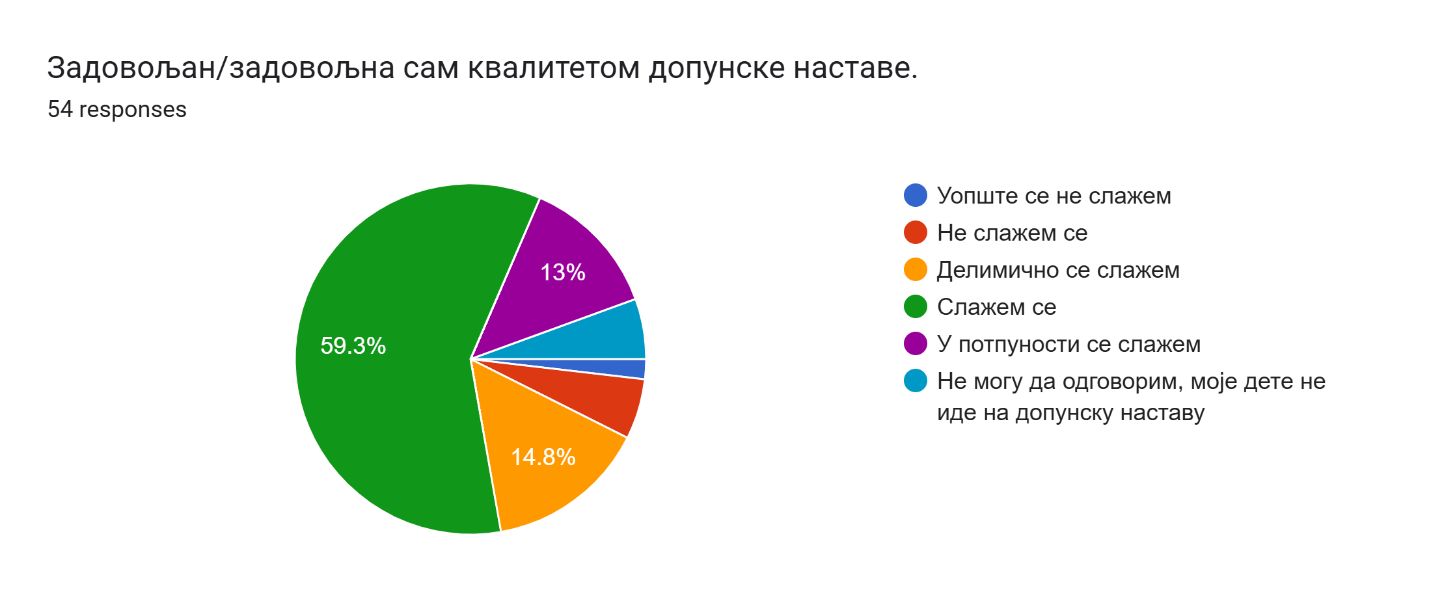 Задовољан/задовољна сам квалитетом допунске наставе.
54 responses
Уопште се не слажем
Не слажем се
Делимично се слажем
Слажем се
У потпуности се слажем
Не могу да одговорим, моје дете не
иде на допунску наставу
13%
59.3%
14.8%